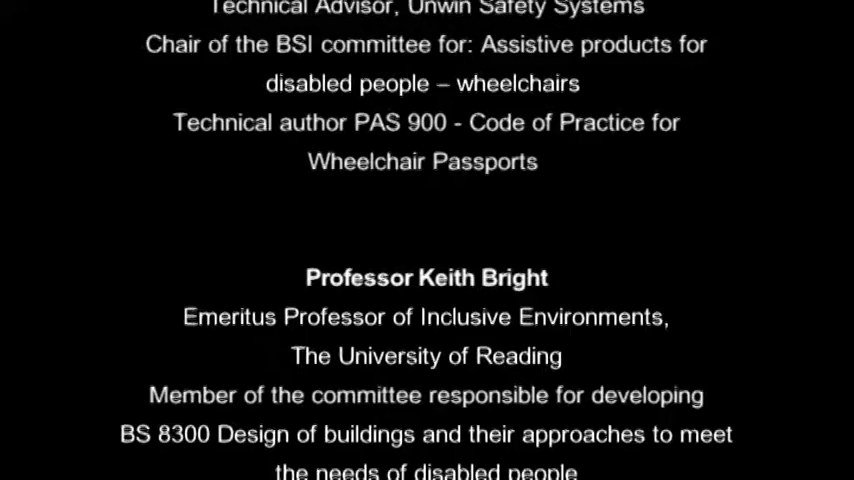 Technical Advisor, Unwin Safety Systems
Chair of the BSI committee for: Assistive products for
disabled people – wheelchairs
Technical author PAS 900 - Code of Practice for
Wheelchair Passports
Professor Keith Bright
Emeritus Professor of Inclusive Environments,
The University of Reading
Member of the committee responsible for developing
BS 8300 Design of buildings and their approaches to meet
the needs of disabled people